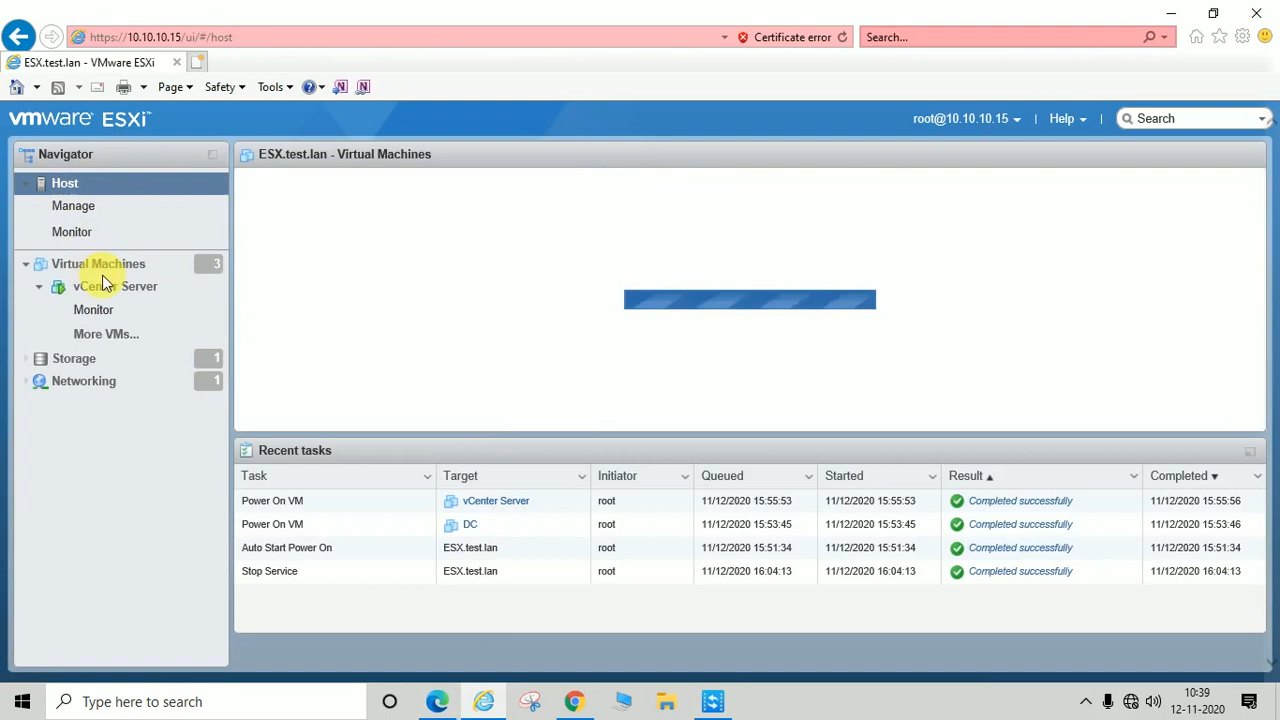 https://10.10.10.15/ui/#/host
Certificate error
Search...
ESX.test.lan - VMware ESXi
Page
Safety
Tools
vmware ESXi™
root@10.10.10.15
Help
Search
Navigator
Host
Manage
Monitor
Virtual Machines 3
vCenter Server
Monitor
More VMs...
Storage 1
Networking 1
ESX.test.lan - Virtual Machines
Recent tasks
Task Target Initiator Queued Started Result Completed
Power On VM vCenter Server root 11/12/2020 15:55:53 11/12/2020 15:55:53 Completed successfully 11/12/2020 15:55:56
Power On VM DC root 11/12/2020 15:53:45 11/12/2020 15:53:45 Completed successfully 11/12/2020 15:53:46
Auto Start Power On ESX.test.lan root 11/12/2020 15:51:34 11/12/2020 15:51:34 Completed successfully 11/12/2020 15:51:34
Stop Service ESX.test.lan root 11/12/2020 16:04:13 11/12/2020 16:04:13 Completed successfully 11/12/2020 16:04:13
Type here to search
10:39
12-11-2020